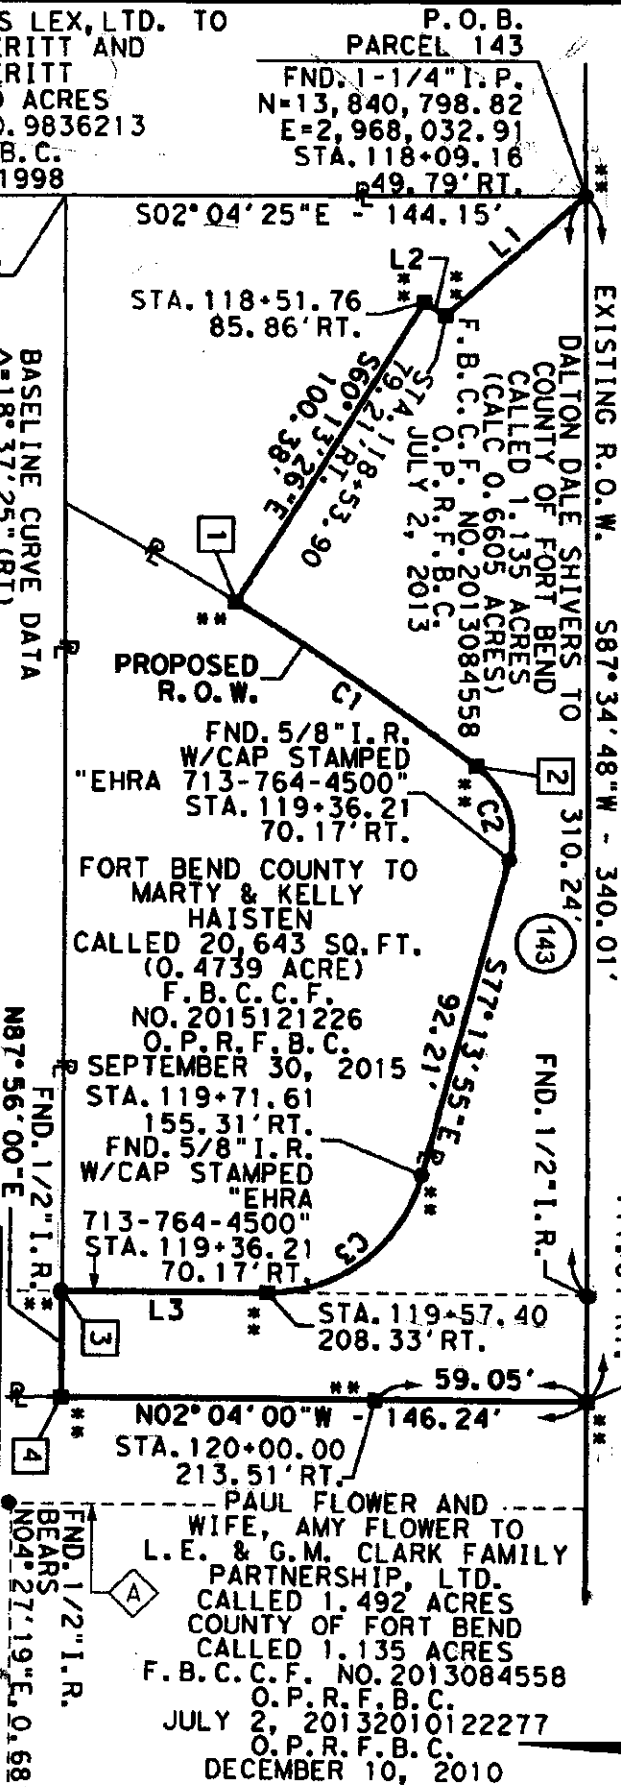 S LEX, LTD. TO
ERITT AND
ERITT
ACRES
. 9836213
B. C.
1998
P. O. B.
PARCEL 143
FND. 1-1/4" I. P.
N=13, 840, 798. 82
E=2, 968, 032. 91
STA. 118+09. 16
49. 79' RT.
**
S02° 04' 25" E - 144. 15'
L1
L2
**
**
STA. 118+51. 76
85. 86' RT.
STA. 118+53. 90
79. 21' RT.
S60° 13' 26" E
100. 38'
EXISTING R. O. W.
S87° 34' 48" W - 340. 01'
310. 24'
DALTON DALE SHIVERS TO
COUNTY OF FORT BEND
CALLED 1. 135 ACRES
(CALC 0. 6605 ACRES)
F. B. C. C. F. NO. 2013084558
O. P. R. F. B. C.
JULY 2, 2013
BASELINE CURVE DATA
Δ=18° 37' 25" (RT)
1
**
PROPOSED
R. O. W.
C1
2
**
C2
FND. 5/8" I. R.
W/CAP STAMPED
"EHRA 713-764-4500"
STA. 119+36. 21
70. 17' RT.
FORT BEND COUNTY TO
MARTY & KELLY
HAISTEN
CALLED 20, 643 SQ. FT.
(0. 4739 ACRE)
F. B. C. C. F.
NO. 2015121226
O. P. R. F. B. C.
SEPTEMBER 30, 2015
143
S77° 13' 55" E
92. 21'
STA. 119+71. 61
155. 31' RT.
FND. 5/8" I. R.
W/CAP STAMPED
"EHRA
713-764-4500"
STA. 119+36. 21
70. 17' RT.
**
C3
FND. 1/2" I. R.
FND. 1/2" I. R.
**
N87° 56' 00" E
L3
**
STA. 119+57. 40
208. 33' RT.
3
**
59. 05'
**
N02° 04' 00" W - 146. 24'
STA. 120+00. 00
213. 51' RT.
4
**
PAUL FLOWER AND
WIFE, AMY FLOWER TO
L. E. & G. M. CLARK FAMILY
PARTNERSHIP, LTD.
CALLED 1. 492 ACRES
COUNTY OF FORT BEND
CALLED 1. 135 ACRES
F. B. C. C. F. NO. 2013084558
O. P. R. F. B. C.
JULY 2, 20132010122277
O. P. R. F. B. C.
DECEMBER 10, 2010
A
FND. 1/2" I. R.
BEARS
N04° 27' 19" E, 0. 68